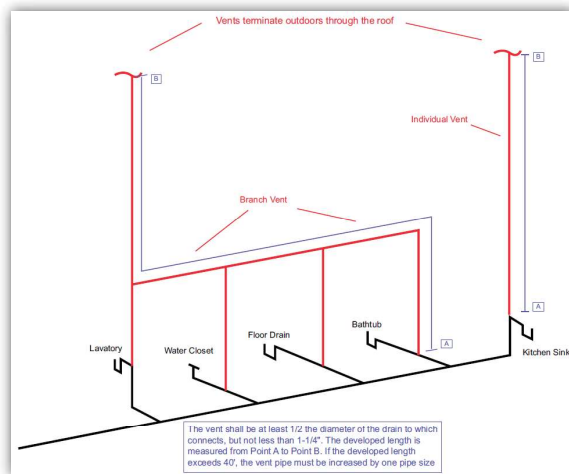 Vents terminate outdoors through the roof
B
B
Individual Vent
Branch Vent
A
Lavatory
Water Closet
Floor Drain
Bathtub
A
Kitchen Sink
The vent shall be at least 1/2 the diameter of the drain to which
connects, but not less than 1-1/4". The developed length is
measured from Point A to Point B. If the developed length
exceeds 40', the vent pipe must be increased by one pipe size